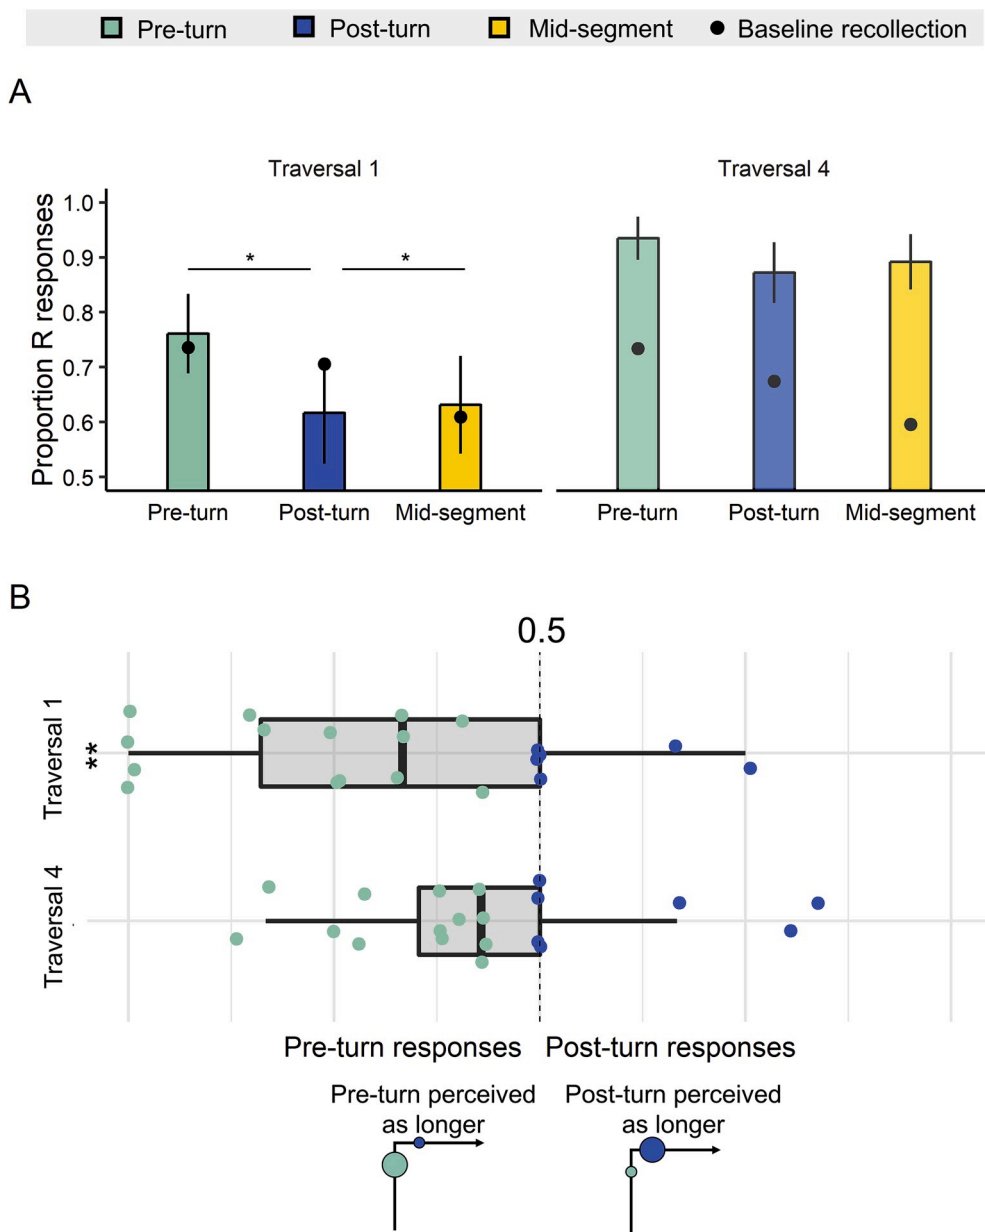 Pre-turn Post-turn Mid-segment Baseline recollection
A
Traversal 1 Traversal 4
Proportion R responses
1.0
0.9
0.8
0.7
0.6
0.5
* *
Pre-turn Post-turn Mid-segment Pre-turn Post-turn Mid-segment
B
0.5
Traversal 1
**
Traversal 4
.
Pre-turn responses Post-turn responses
Pre-turn perceived Post-turn perceived
as longer as longer